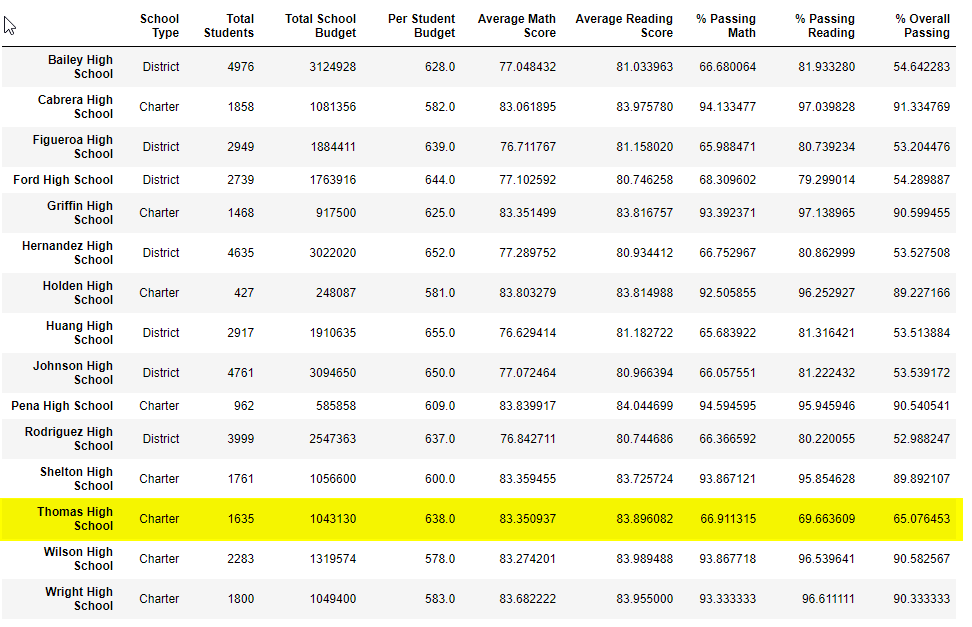 School Type Total Students Total School Budget Per Student Budget Average Math Score Average Reading Score % Passing Math % Passing Reading % Overall Passing
Bailey High School District 4976 3124928 628.0 77.048432 81.033963 66.680064 81.933280 54.642283
Cabrera High School Charter 1858 1081356 582.0 83.061895 83.975780 94.133477 97.039828 91.334769
Figueroa High School District 2949 1884411 639.0 76.711767 81.158020 65.988471 80.739234 53.204476
Ford High School District 2739 1763916 644.0 77.102592 80.746258 68.309602 79.299014 54.289887
Griffin High School Charter 1468 917500 625.0 83.351499 83.816757 93.392371 97.138965 90.599455
Hernandez High School District 4635 3022020 652.0 77.289752 80.934412 66.752967 80.862999 53.527508
Holden High School Charter 427 248087 581.0 83.803279 83.814988 92.505855 96.252927 89.227166
Huang High School District 2917 1910635 655.0 76.629414 81.182722 65.683922 81.316421 53.513884
Johnson High School District 4761 3094650 650.0 77.072464 80.966394 66.057551 81.222432 53.539172
Pena High School Charter 962 585858 609.0 83.839917 84.044699 94.594595 95.945946 90.540541
Rodriguez High School District 3999 2547363 637.0 76.842711 80.744686 66.366592 80.220055 52.988247
Shelton High School Charter 1761 1056600 600.0 83.359455 83.725724 93.867121 95.854628 89.892107
Thomas High School Charter 1635 1043130 638.0 83.350937 83.896082 66.911315 69.663609 65.076453
Wilson High School Charter 2283 1319574 578.0 83.274201 83.989488 93.867718 96.539641 90.582567
Wright High School Charter 1800 1049400 583.0 83.682222 83.955000 93.333333 96.611111 90.333333